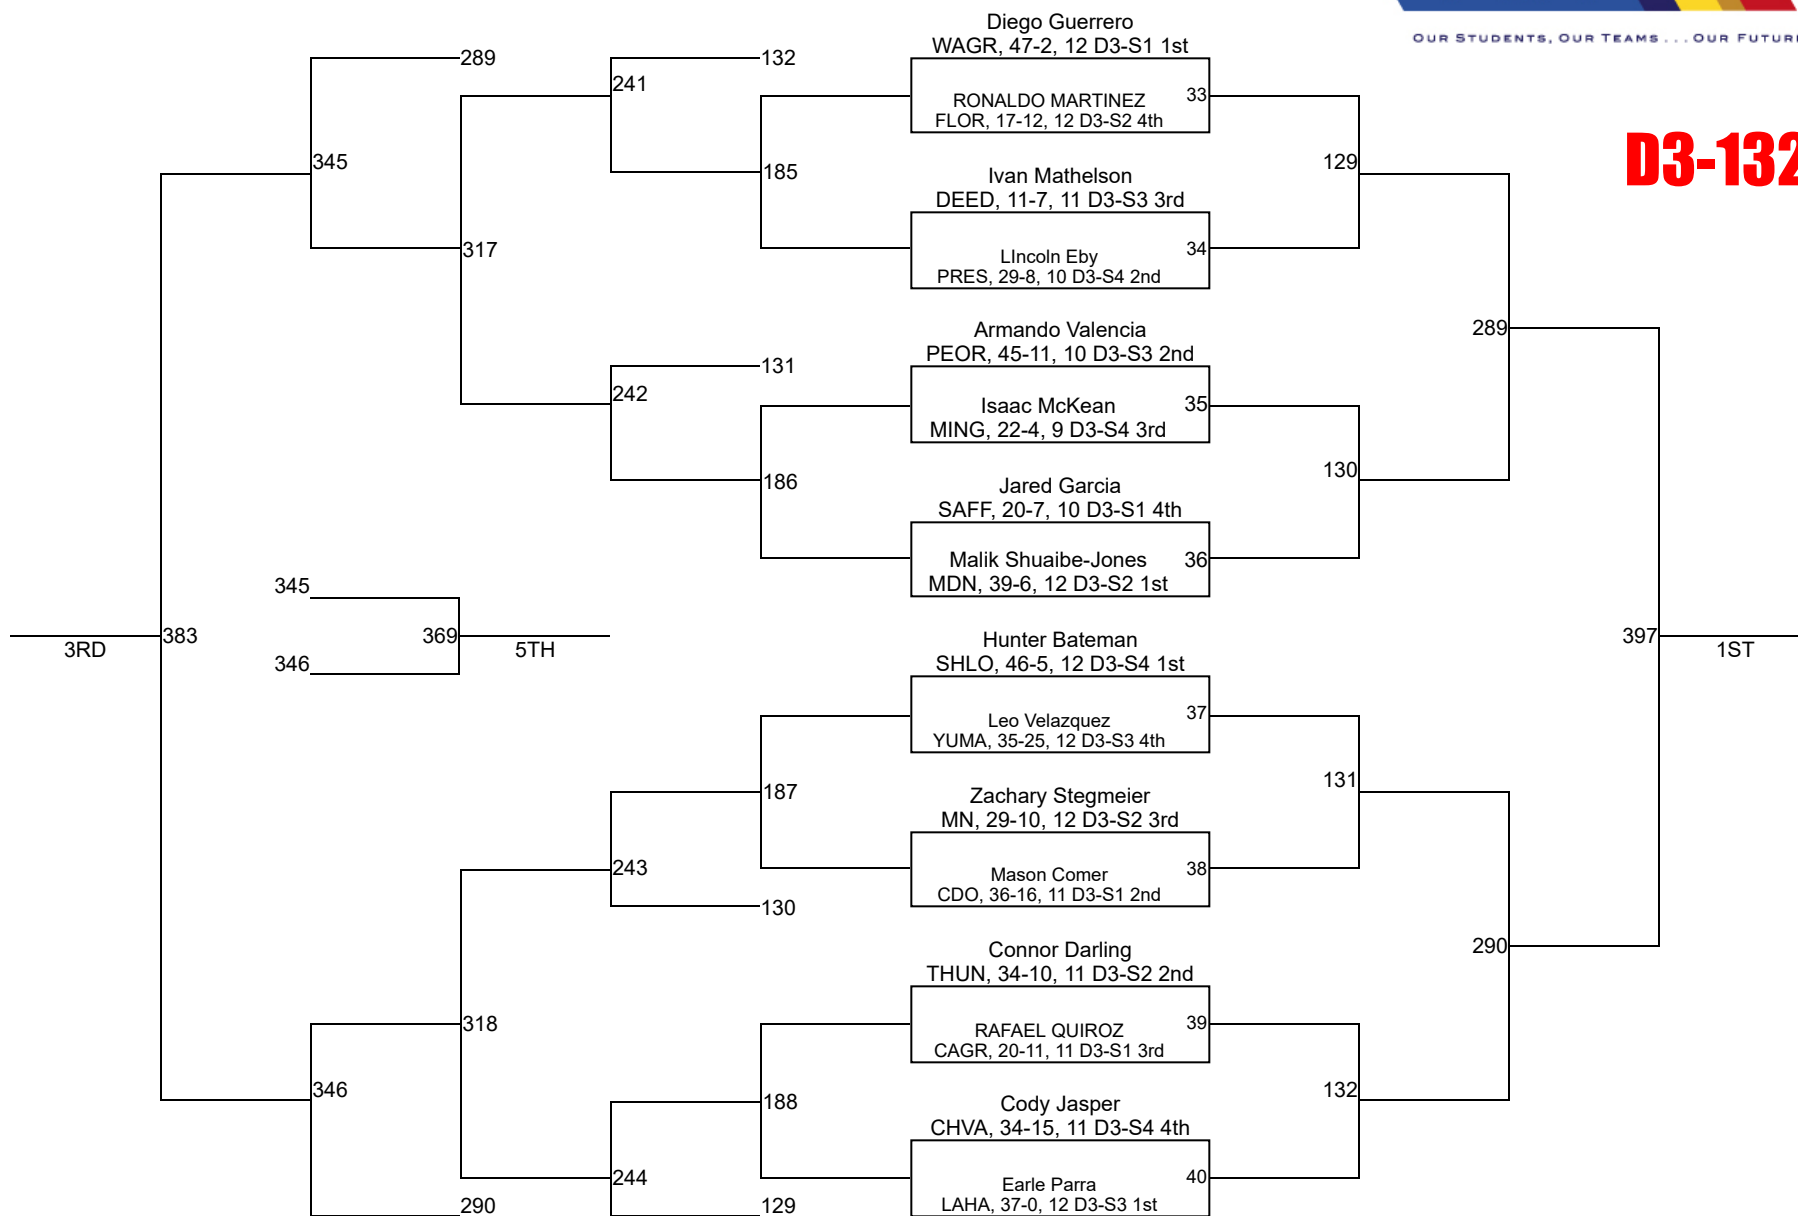 OUR STUDENTS, OUR TEAMS . . . OUR FUTURE
D3-132
Diego Guerrero
WAGR, 47-2, 12 D3-S1 1st
289
132
241
RONALDO MARTINEZ
33
FLOR, 17-12, 12 D3-S2 4th
345
185
Ivan Mathelson
129
DEED, 11-7, 11 D3-S3 3rd
317
LIncoln Eby
34
PRES, 29-8, 10 D3-S4 2nd
Armando Valencia
289
PEOR, 45-11, 10 D3-S3 2nd
131
242
Isaac McKean
35
MING, 22-4, 9 D3-S4 3rd
186
Jared Garcia
130
SAFF, 20-7, 10 D3-S1 4th
Malik Shuaibe-Jones
36
MDN, 39-6, 12 D3-S2 1st
345
3RD
383
369
5TH
346
Hunter Bateman
397
1ST
SHLO, 46-5, 12 D3-S4 1st
Leo Velazquez
37
YUMA, 35-25, 12 D3-S3 4th
187
Zachary Stegmeier
131
MN, 29-10, 12 D3-S2 3rd
243
Mason Comer
38
CDO, 36-16, 11 D3-S1 2nd
130
Connor Darling
290
THUN, 34-10, 11 D3-S2 2nd
318
RAFAEL QUIROZ
39
CAGR, 20-11, 11 D3-S1 3rd
346
188
Cody Jasper
132
CHVA, 34-15, 11 D3-S4 4th
244
Earle Parra
40
LAHA, 37-0, 12 D3-S3 1st
290
129